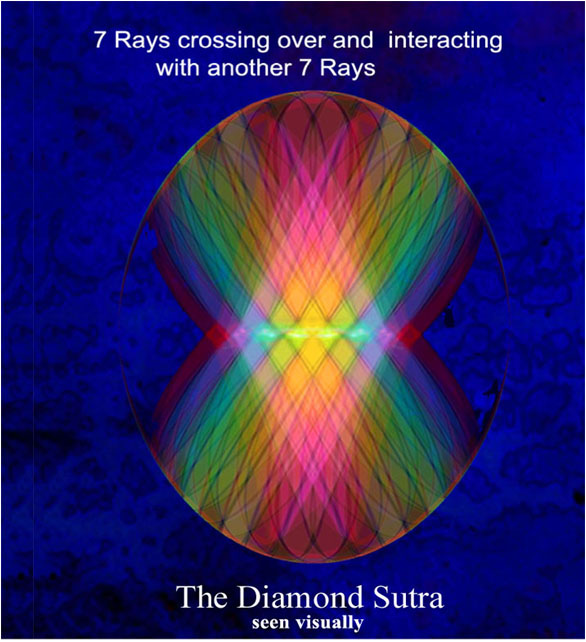 7 Rays crossing over and interacting
with another 7 Rays
The Diamond Sutra
seen visually